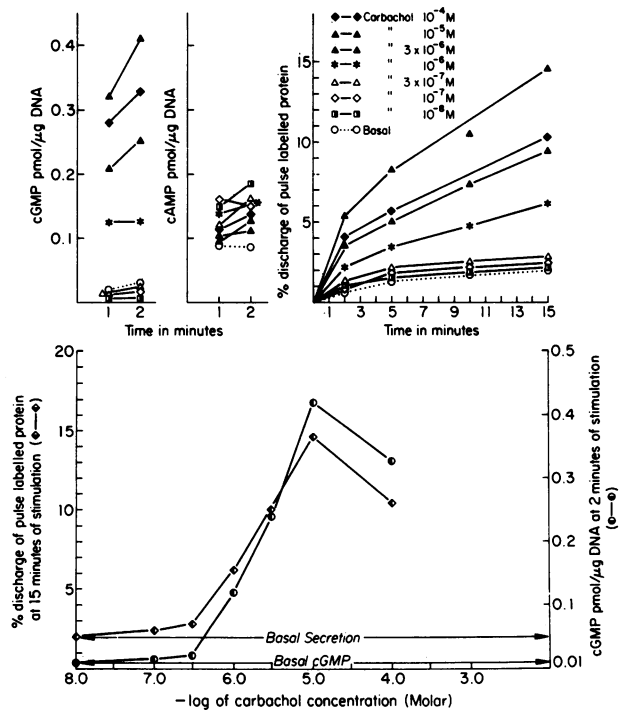 cGMP pmol/µg DNA
0.4
0.3
0.2
0.1
1 2
cAMP pmol/µg DNA
1 2
Time in minutes
% discharge of pulse labelled protein
15
10
5
1 3 5 7 9 11 13 15
Time in minutes
Carbachol 10⁻⁴M
" 10⁻⁵M
" 3 x 10⁻⁶M
" 10⁻⁶M
" 3 x 10⁻⁷M
" 10⁻⁷M
" 10⁻⁸M
Basal
% discharge of pulse labelled protein
at 15 minutes of stimulation
20
15
10
5
8.0 7.0 6.0 5.0 4.0 3.0
−log of carbachol concentration (Molar)
Basal Secretion
Basal cGMP
0.5
0.4
0.3
0.2
0.1
0.01
cGMP pmol/µg DNA at 2 minutes of stimulation